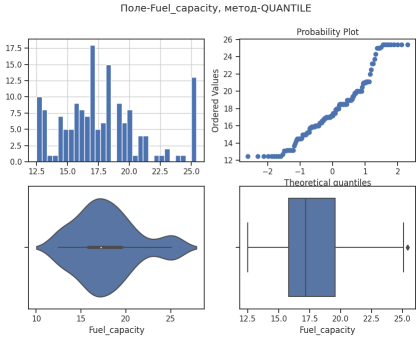 Поле-Fuel_capacity, метод-QUANTILE
Probability Plot
17.5
15.0
12.5
10.0
7.5
5.0
2.5
0.0
12.5 15.0 17.5 20.0 22.5 25.0
Ordered Values
26
24
22
20
18
16
14
12
−2 −1 0 1 2
Theoretical quantiles
10 15 20 25
Fuel_capacity
12.5 15.0 17.5 20.0 22.5 25.0
Fuel_capacity